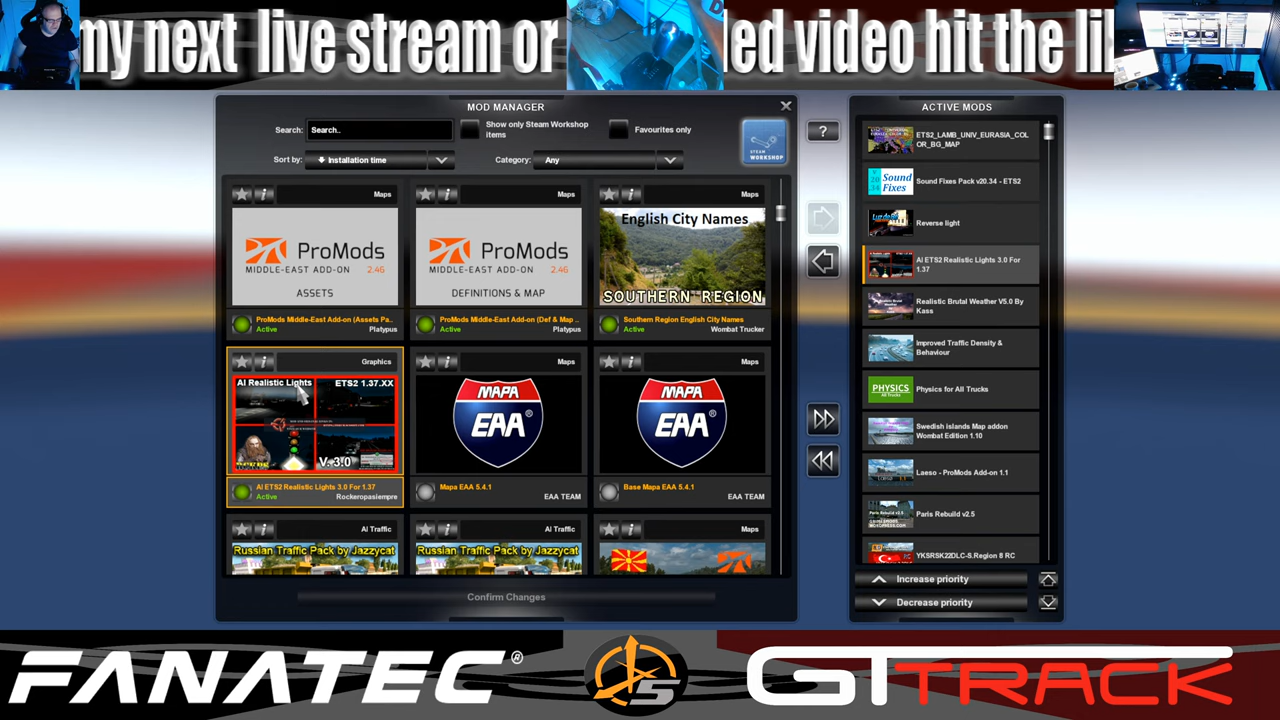 my next live stream or
led video hit the li
MOD MANAGER
Search:
Search..
Show only Steam Workshop
items
Favourites only
STEAM
WORKSHOP
Sort by:
Installation time
Category:
Any
Maps
ProMods
MIDDLE-EAST ADD-ON 2.46
ASSETS
ProMods Middle-East Add-on (Assets Pa..
Active
Platypus
Maps
ProMods
MIDDLE-EAST ADD-ON 2.46
DEFINITIONS & MAP
ProMods Middle-East Add-on (Def & Map ..
Active
Platypus
Maps
English City Names
SOUTHERN REGION
Southern Region English City Names
Active
Wombat Trucker
Graphics
AI Realistic Lights
ETS2 1.37.XX
V. 3.0
AI ETS2 Realistic Lights 3.0 For 1.37
Active
Rockeropasiempre
Maps
MAPA
EAA®
Mapa EAA 5.4.1
EAA TEAM
Maps
MAPA
EAA®
Base Mapa EAA 5.4.1
EAA TEAM
AI Traffic
Russian Traffic Pack by Jazzycat
AI Traffic
Russian Traffic Pack by Jazzycat
Maps
Confirm Changes
?
ACTIVE MODS
ETS2_LAMB_UNIV_EURASIA_COL
OR_BG_MAP
V.
20.
34
Sound
Fixes
Sound Fixes Pack v20.34 - ETS2
Reverse light
AI ETS2 Realistic Lights 3.0 For
1.37
Realistic Brutal Weather V5.0 By
Kass
Improved Traffic Density &
Behaviour
PHYSICS
All Trucks
Physics for All Trucks
Swedish islands Map addon
Wombat Edition 1.10
Laeso - ProMods Add-on 1.1
Paris Rebuild v2.5
YKSRSK22DLC-S.Region 8 RC
Increase priority
Decrease priority
FANATEC®
S
GTTRACK